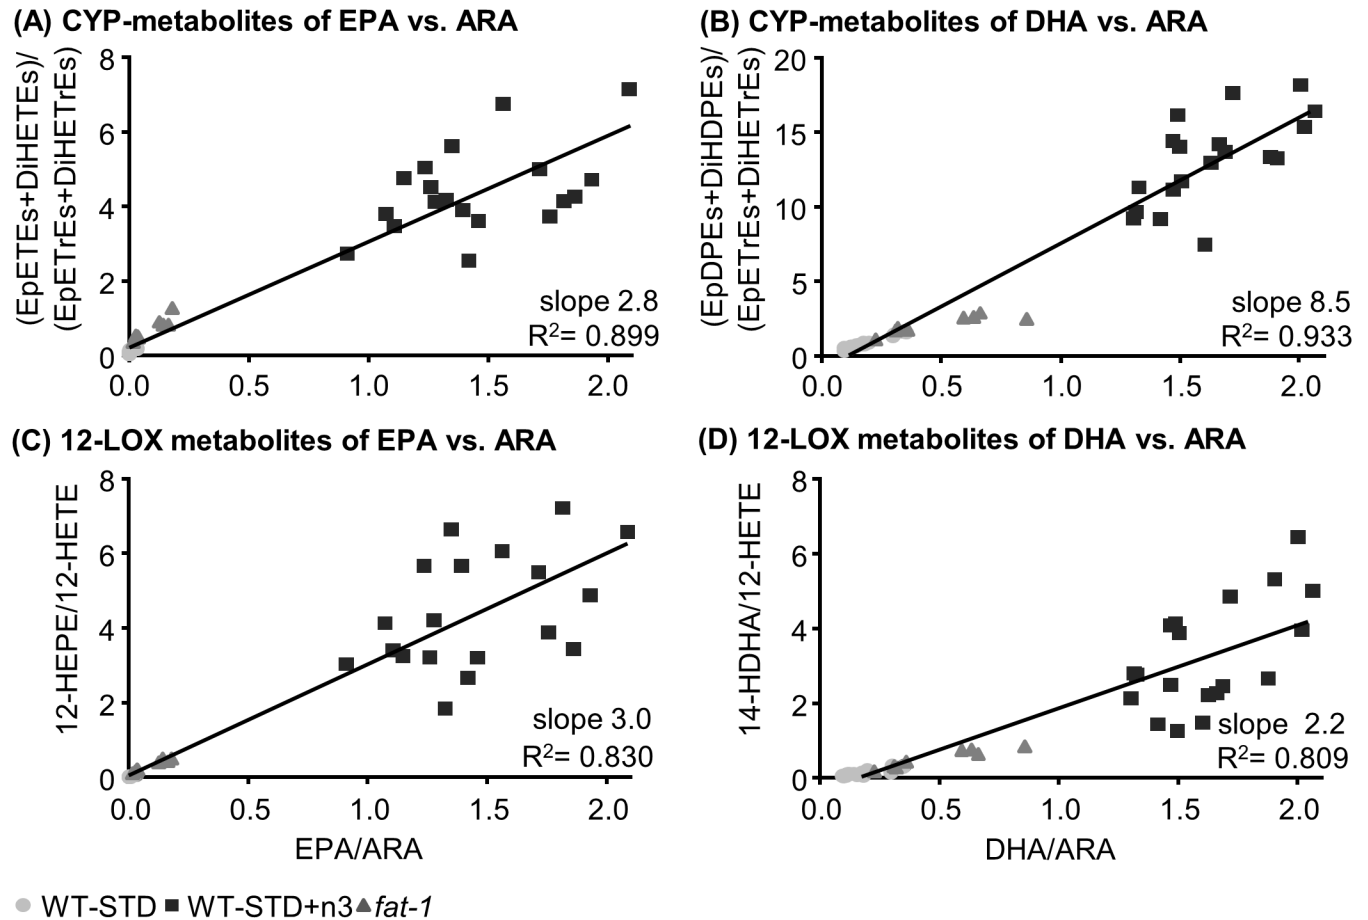 (A) CYP-metabolites of EPA vs. ARA
(EpETEs+DiHETEs)/
(EpETrEs+DiHETrEs)
8
6
4
2
0
0.0 0.5 1.0 1.5 2.0
slope 2.8
R²= 0.899
(B) CYP-metabolites of DHA vs. ARA
(EpDPEs+DiHDPEs)/
(EpETrEs+DiHETrEs)
20
15
10
5
0
0.0 0.5 1.0 1.5 2.0
slope 8.5
R²= 0.933
(C) 12-LOX metabolites of EPA vs. ARA
12-HEPE/12-HETE
8
6
4
2
0
0.0 0.5 1.0 1.5 2.0
slope 3.0
R²= 0.830
EPA/ARA
(D) 12-LOX metabolites of DHA vs. ARA
14-HDHA/12-HETE
8
6
4
2
0
0.0 0.5 1.0 1.5 2.0
slope 2.2
R²= 0.809
DHA/ARA
WT-STD WT-STD+n3 fat-1